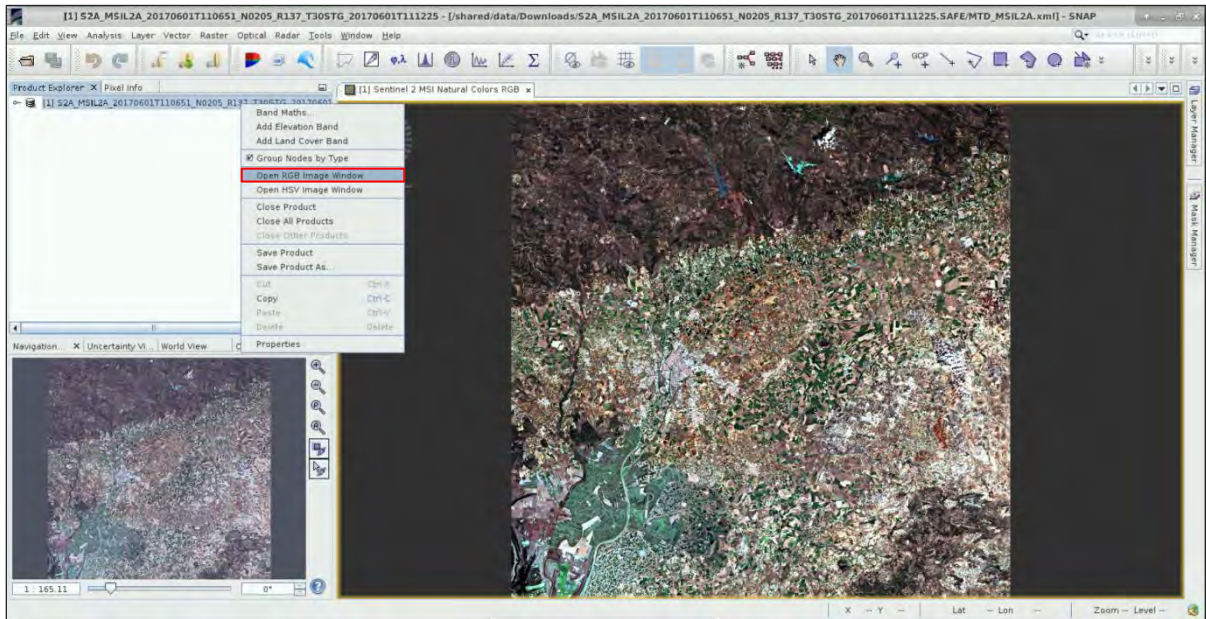 [1] S2A_MSIL2A_20170601T110651_N0205_R137_T30STG_20170601T111225 - [/shared/data/Downloads/S2A_MSIL2A_20170601T110651_N0205_R137_T30STG_20170601T111225.SAFE/MTD_MSIL2A.xml] - SNAP
File Edit View Analysis Layer Vector Raster Optical Radar Tools Window Help
φ,λ Σ GCP
Product Explorer Pixel Info
[1] Sentinel 2 MSI Natural Colors RGB
[1] S2A_MSIL2A_20170601T110651_N0205_R137_T30STG_20170601
Band Maths...
Add Elevation Band
Add Land Cover Band
Group Nodes by Type
Open RGB Image Window
Open HSV Image Window
Close Product
Close All Products
Close Other Products
Save Product
Save Product As...
Cut Ctrl-X
Copy Ctrl-C
Paste Ctrl-V
Delete Delete
Properties
Layer Manager
Mask Manager
Navigation... Uncertainty Vi... World View
1 : 165.11 0°
X -- Y -- Lat -- Lon -- Zoom -- Level --